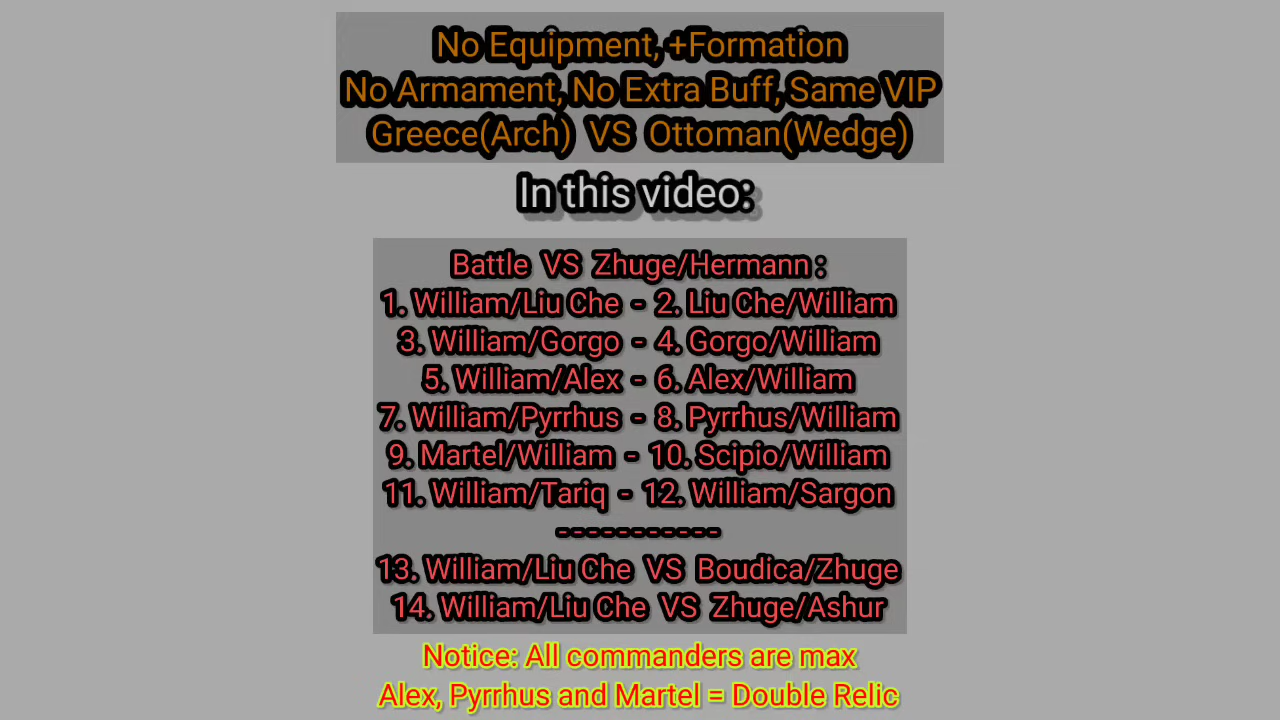 No Equipment, +Formation
No Armament, No Extra Buff, Same VIP
Greece(Arch) VS Ottoman(Wedge)
In this video:
Battle VS Zhuge/Hermann :
1. William/Liu Che - 2. Liu Che/William
3. William/Gorgo - 4. Gorgo/William
5. William/Alex - 6. Alex/William
7. William/Pyrrhus - 8. Pyrrhus/William
9. Martel/William - 10. Scipio/William
11. William/Tariq - 12. William/Sargon
-----------
13. William/Liu Che VS Boudica/Zhuge
14. William/Liu Che VS Zhuge/Ashur
Notice: All commanders are max
Alex, Pyrrhus and Martel = Double Relic